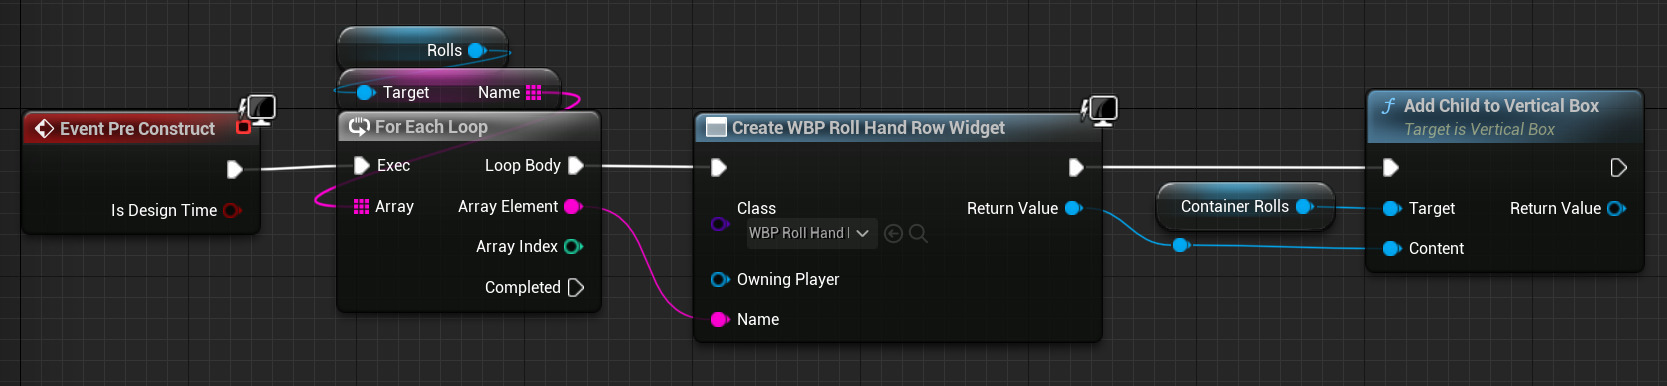 Rolls
Target Name
Event Pre Construct
Is Design Time
For Each Loop
Exec Loop Body
Array Array Element
Array Index
Completed
Create WBP Roll Hand Row Widget
Class Return Value
WBP Roll Hand
Owning Player
Name
Container Rolls
f Add Child to Vertical Box
Target is Vertical Box
Target Return Value
Content